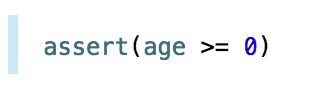 assert(age >= 0)